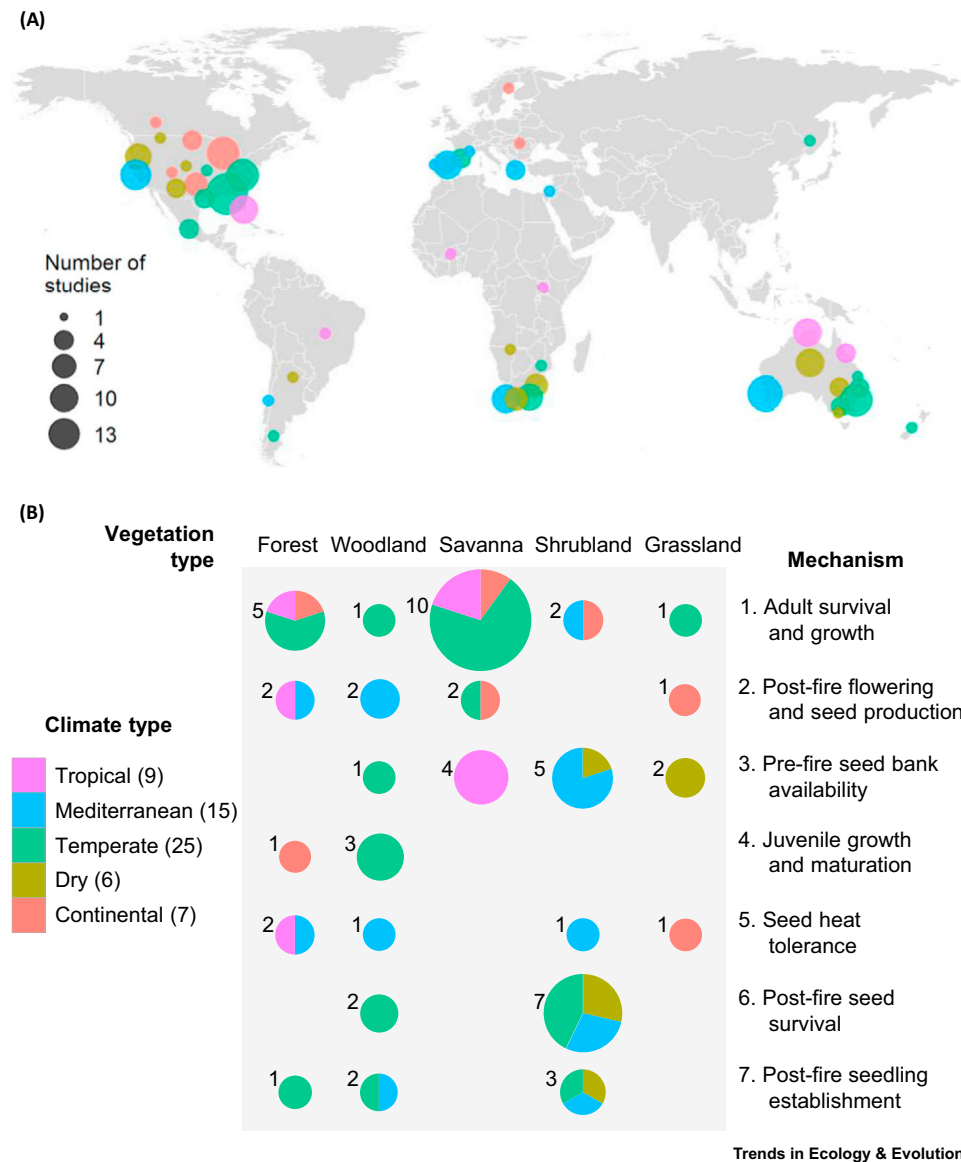 (A)
Number of
studies
1
4
7
10
13
(B)
Vegetation
type
Forest Woodland Savanna Shrubland Grassland
Mechanism
5 1 10 2 1
1. Adult survival
and growth
2 2 2 1
2. Post-fire flowering
and seed production
Climate type
Tropical (9)
Mediterranean (15)
Temperate (25)
Dry (6)
Continental (7)
1 4 5 2
3. Pre-fire seed bank
availability
1 3
4. Juvenile growth
and maturation
2 1 1 1
5. Seed heat
tolerance
2 7
6. Post-fire seed
survival
1 2 3
7. Post-fire seedling
establishment
Trends in Ecology & Evolution